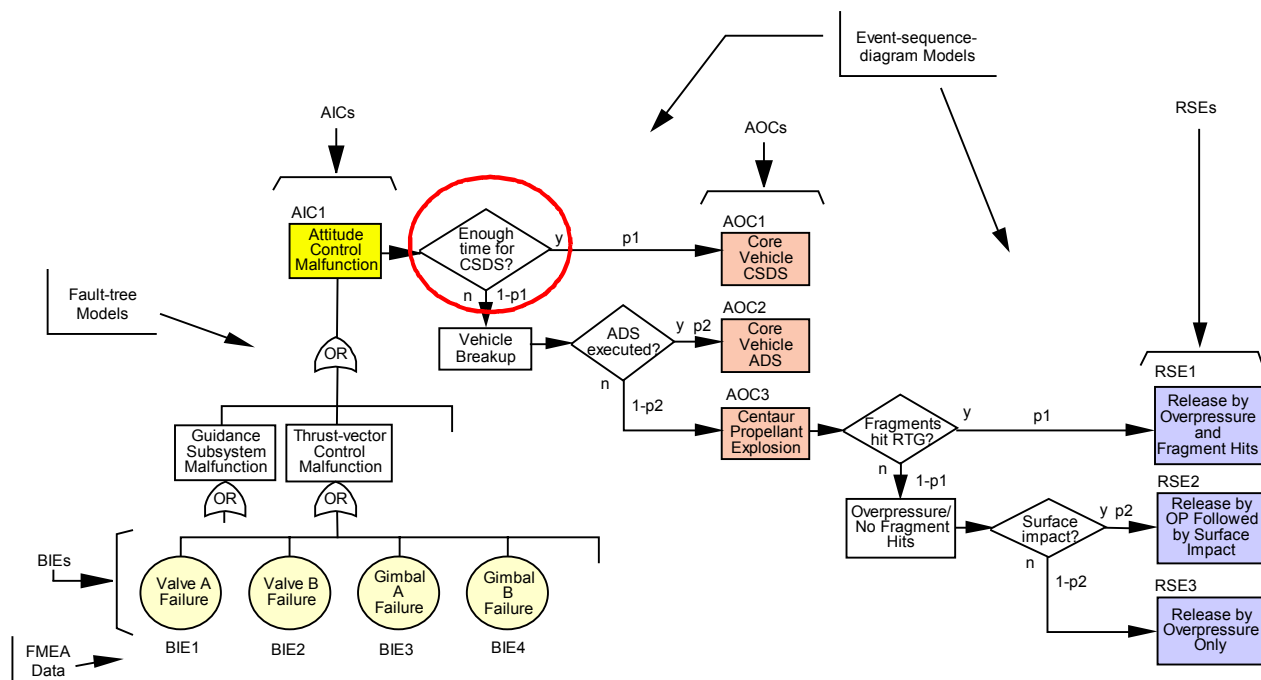 Event-sequence-
diagram Models
AICs
AOCs
RSEs
AIC1
Attitude
Control
Malfunction
Enough
time for
CSDS?
y
p1
n
1-p1
AOC1
Core
Vehicle
CSDS
Fault-tree
Models
Vehicle
Breakup
ADS
executed?
y
p2
n
1-p2
AOC2
Core
Vehicle
ADS
OR
AOC3
Centaur
Propellant
Explosion
Fragments
hit RTG?
y
p1
n
1-p1
RSE1
Release by
Overpressure
and
Fragment Hits
Guidance
Subsystem
Malfunction
Thrust-vector
Control
Malfunction
OR
OR
Overpressure/
No Fragment
Hits
Surface
impact?
y
p2
n
1-p2
RSE2
Release by
OP Followed
by Surface
Impact
BIEs
Valve A
Failure
Valve B
Failure
Gimbal
A
Failure
Gimbal
B
Failure
RSE3
Release by
Overpressure
Only
BIE1
BIE2
BIE3
BIE4
FMEA
Data